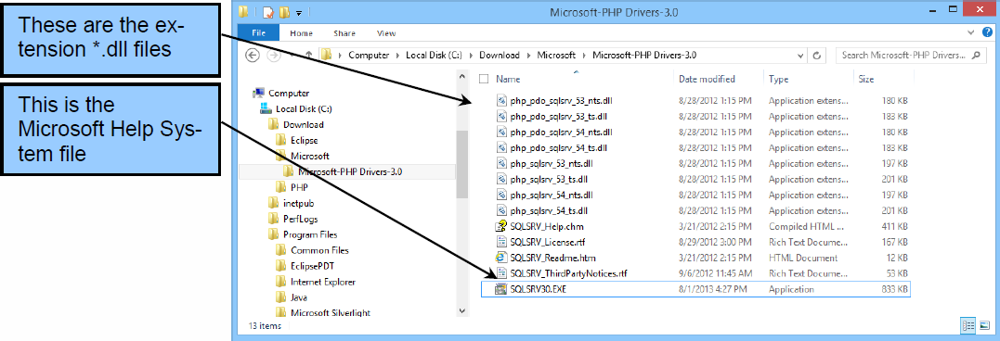 These are the ex-
tension *.dll files
This is the
Microsoft Help Sys-
tem file
Microsoft-PHP Drivers-3.0
File Home Share View
Computer Local Disk (C:) Download Microsoft Microsoft-PHP Drivers-3.0
Search Microsoft-PHP Drivers...
Computer
Local Disk (C:)
Download
Eclipse
Microsoft
Microsoft-PHP Drivers-3.0
PHP
inetpub
PerfLogs
Program Files
Common Files
EclipsePDT
Internet Explorer
Java
Microsoft Silverlight
Name Date modified Type Size
php_pdo_sqlsrv_53_nts.dll 8/28/2012 1:15 PM Application extens... 180 KB
php_pdo_sqlsrv_53_ts.dll 8/28/2012 1:15 PM Application extens... 183 KB
php_pdo_sqlsrv_54_nts.dll 8/28/2012 1:15 PM Application extens... 180 KB
php_pdo_sqlsrv_54_ts.dll 8/28/2012 1:15 PM Application extens... 183 KB
php_sqlsrv_53_nts.dll 8/28/2012 1:15 PM Application extens... 197 KB
php_sqlsrv_53_ts.dll 8/28/2012 1:15 PM Application extens... 201 KB
php_sqlsrv_54_nts.dll 8/28/2012 1:15 PM Application extens... 197 KB
php_sqlsrv_54_ts.dll 8/28/2012 1:15 PM Application extens... 201 KB
SQLSRV_Help.chm 3/21/2012 2:15 PM Compiled HTML ... 411 KB
SQLSRV_License.rtf 8/29/2012 3:00 PM Rich Text Docume... 167 KB
SQLSRV_Readme.htm 3/21/2012 2:15 PM HTML Document 12 KB
SQLSRV_ThirdPartyNotices.rtf 9/6/2012 11:45 AM Rich Text Docume... 53 KB
SQLSRV30.EXE 8/1/2013 4:27 PM Application 833 KB
13 items